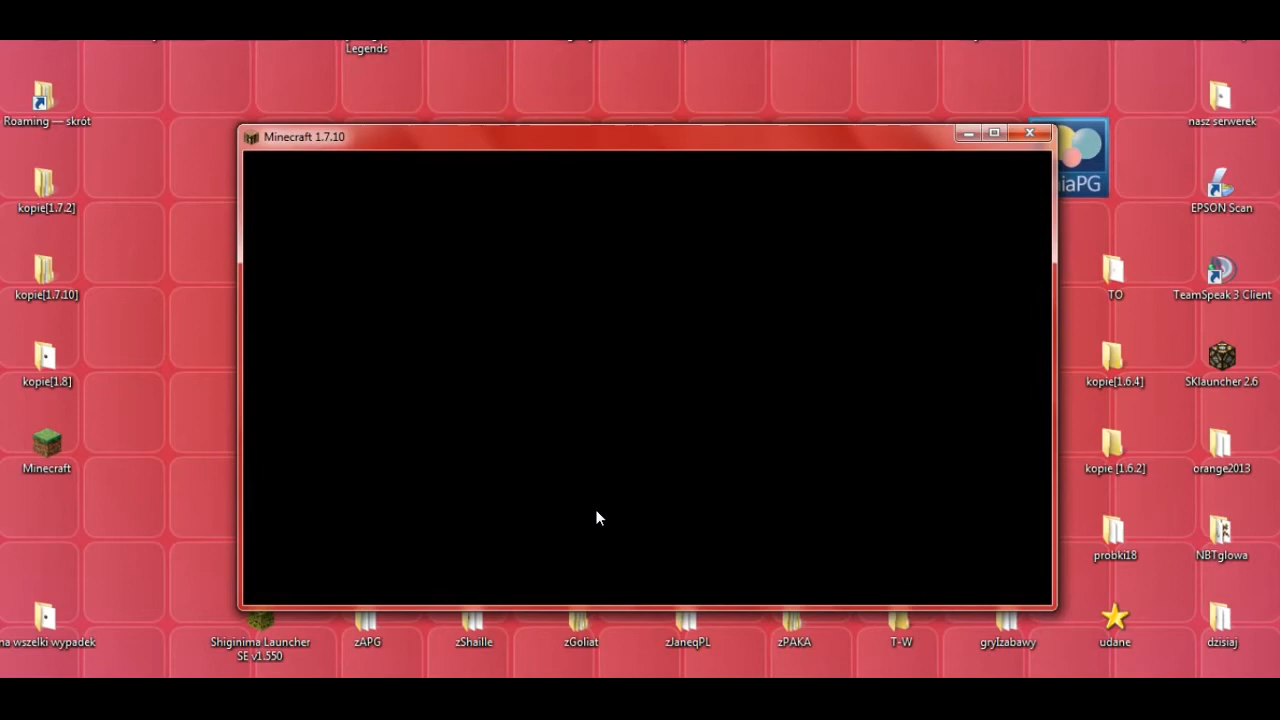 Legends
Roaming — skrót
nasz serwerek
Minecraft 1.7.10
iaPG
kopie[1.7.2]
EPSON Scan
kopie[1.7.10]
TO
TeamSpeak 3 Client
kopie[1.8]
kopie[1.6.4]
SKlauncher 2.6
Minecraft
kopie [1.6.2]
orange2013
probki18
NBTglowa
na wszelki wypadek
Shiginima Launcher
SE v1.550
zAPG
zShaille
zGoliat
zJaneqPL
zPAKA
T-W
gryIzabawy
udane
dzisiaj